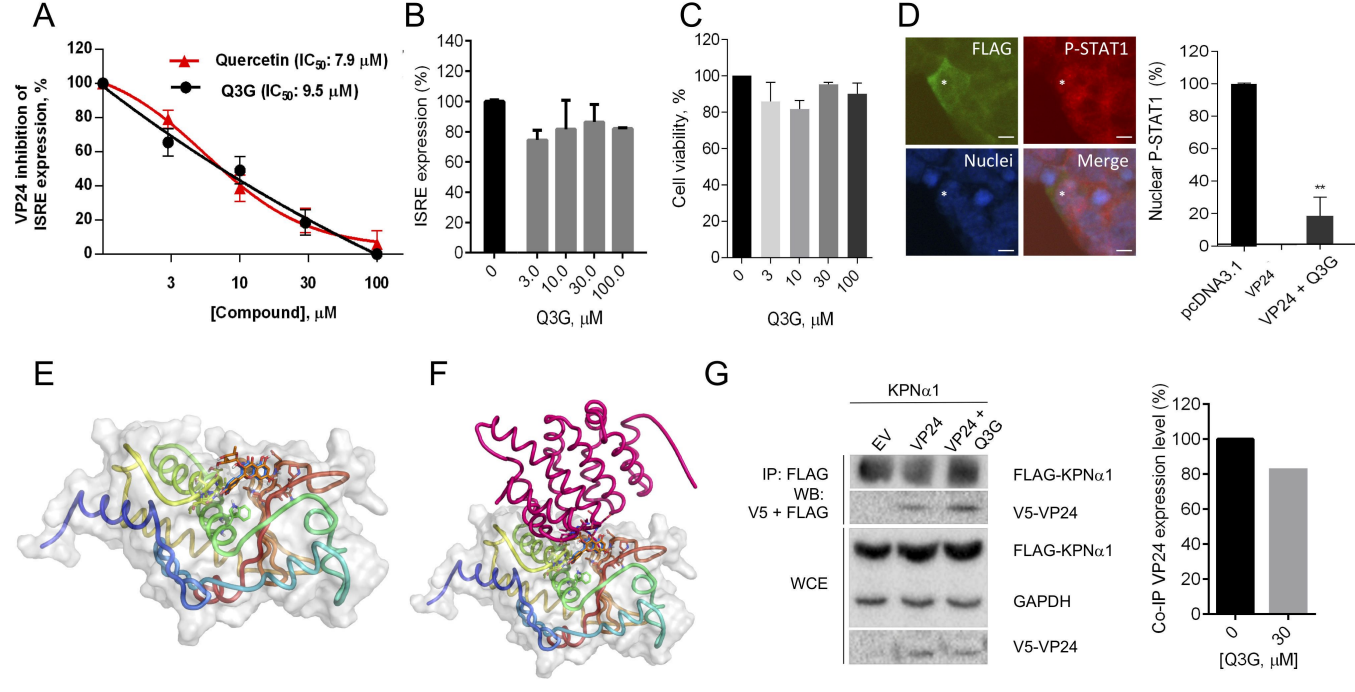 A
VP24 inhibition of
ISRE expression, %
120
100
80
60
40
20
0
Quercetin (IC50: 7.9 μM)
Q3G (IC50: 9.5 μM)
3
10
30
100
[Compound], μM
B
ISRE expression (%)
140
120
100
80
60
40
20
0
0
3.0
10.0
30.0
100.0
Q3G, μM
C
Cell viability, %
120
100
80
60
40
20
0
0
3
10
30
100
Q3G, μM
D
FLAG
*
P-STAT1
*
Nuclei
*
Merge
*
Nuclear P-STAT1 (%)
120
100
80
60
40
20
0
**
pcDNA3.1
VP24
VP24 + Q3G
E
F
G
KPNα1
EV
VP24
VP24 +
Q3G
IP: FLAG
WB:
V5 + FLAG
FLAG-KPNα1
V5-VP24
WCE
FLAG-KPNα1
GAPDH
V5-VP24
Co-IP VP24 expression level (%)
120
100
80
60
40
20
0
0
30
[Q3G, μM]